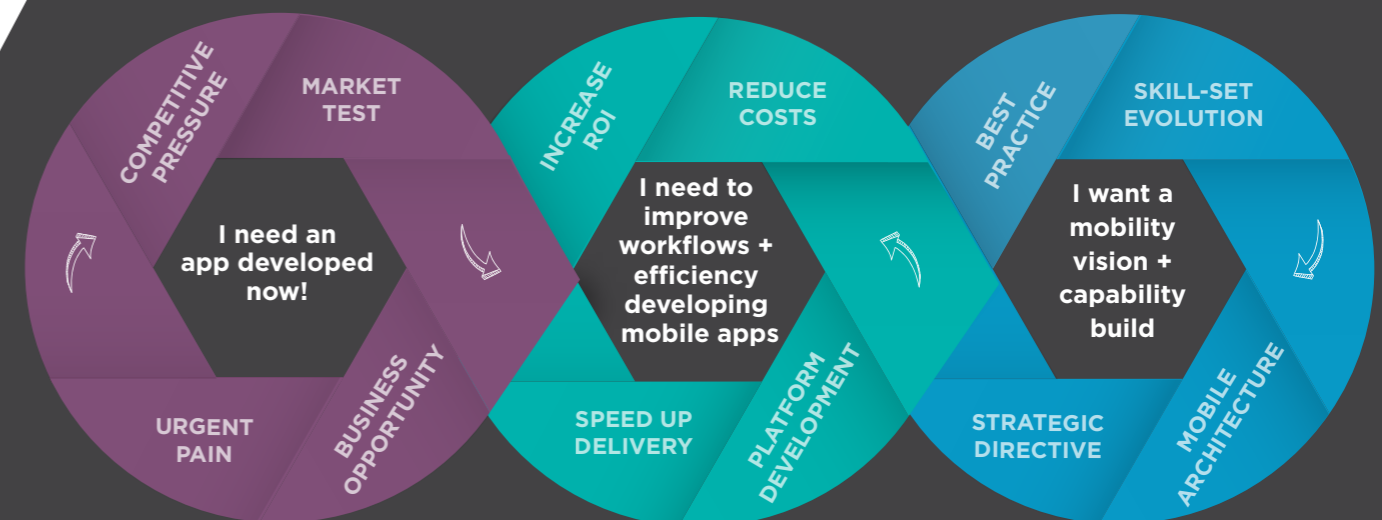 COMPETITIVE
PRESSURE
MARKET
TEST
I need an
app developed
now!
URGENT
PAIN
BUSINESS
OPPORTUNITY
INCREASE
ROI
REDUCE
COSTS
I need to
improve
workflows +
efficiency
developing
mobile apps
SPEED UP
DELIVERY
PLATFORM
DEVELOPMENT
BEST
PRACTICE
SKILL-SET
EVOLUTION
I want a
mobility
vision +
capability
build
STRATEGIC
DIRECTIVE
MOBILE
ARCHITECTURE